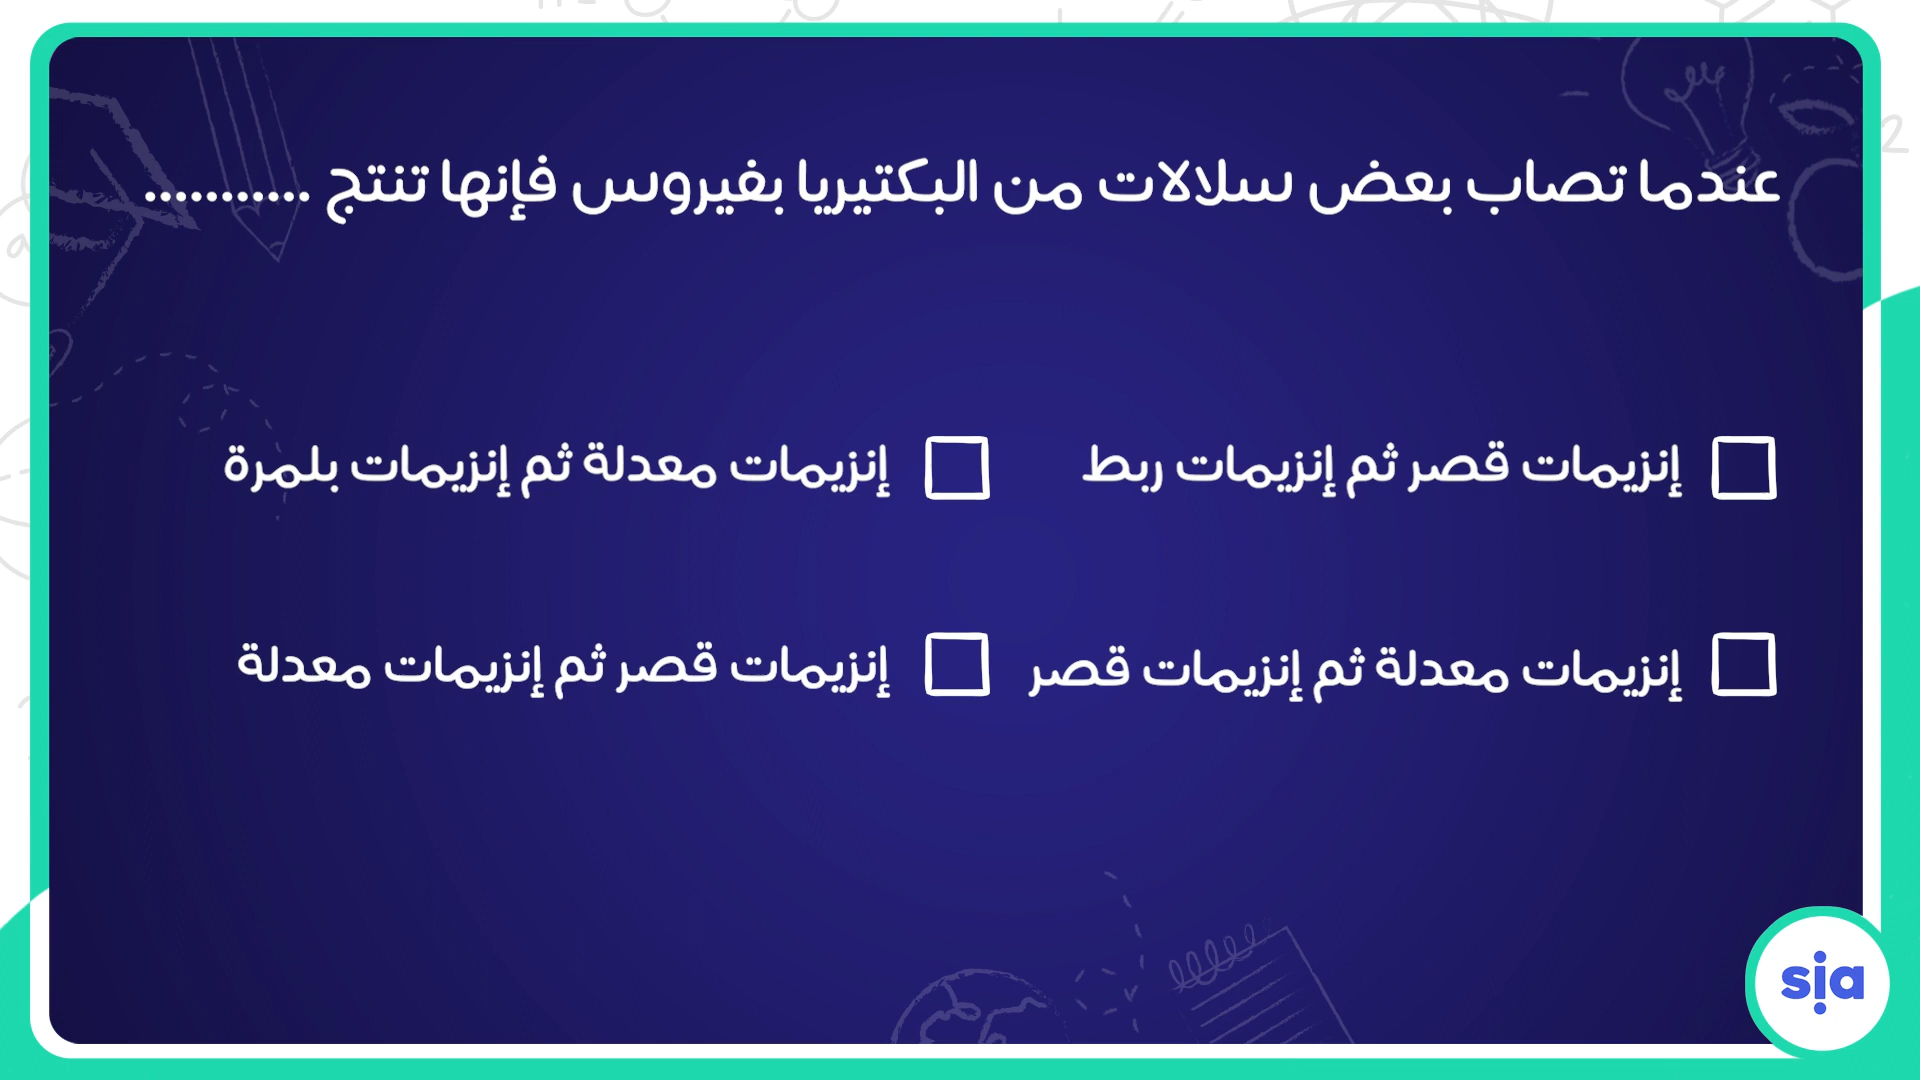 عندما تصاب بعض سلالات من البكتيريا بفيروس فإنها تنتج ...........
إنزيمات قصر ثم إنزيمات ربط
إنزيمات معدلة ثم إنزيمات بلمرة
إنزيمات معدلة ثم إنزيمات قصر
إنزيمات قصر ثم إنزيمات معدلة
sia